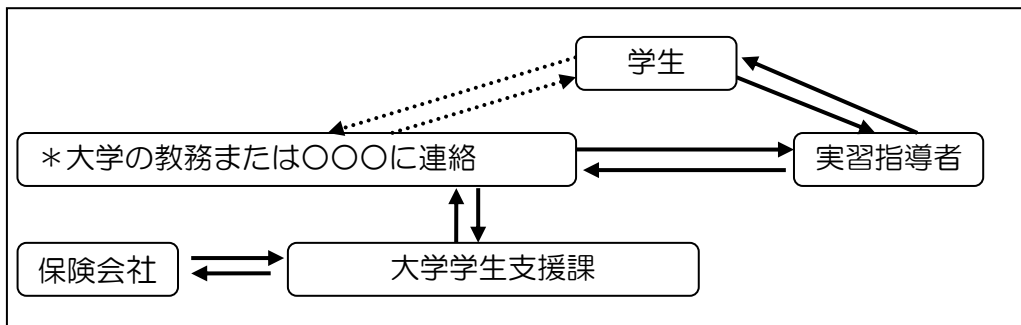 学生
＊大学の教務または〇〇〇に連絡
実習指導者
保険会社
大学学生支援課